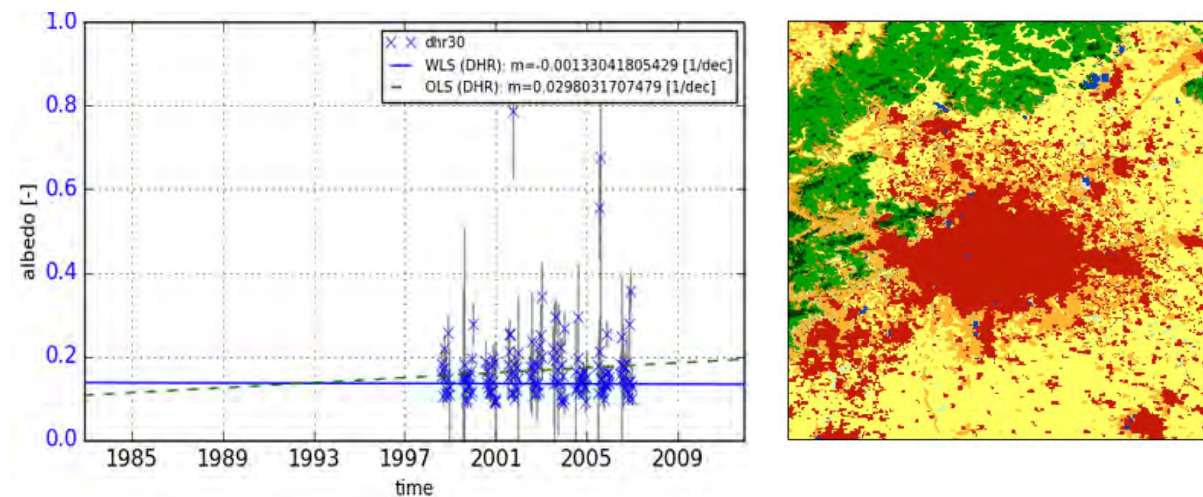 1.0
× × dhr30
WLS (DHR): m=-0.00133041805429 [1/dec]
OLS (DHR): m=0.0298031707479 [1/dec]
0.8
0.6
albedo [-]
0.4
0.2
0.0
1985 1989 1993 1997 2001 2005 2009
time